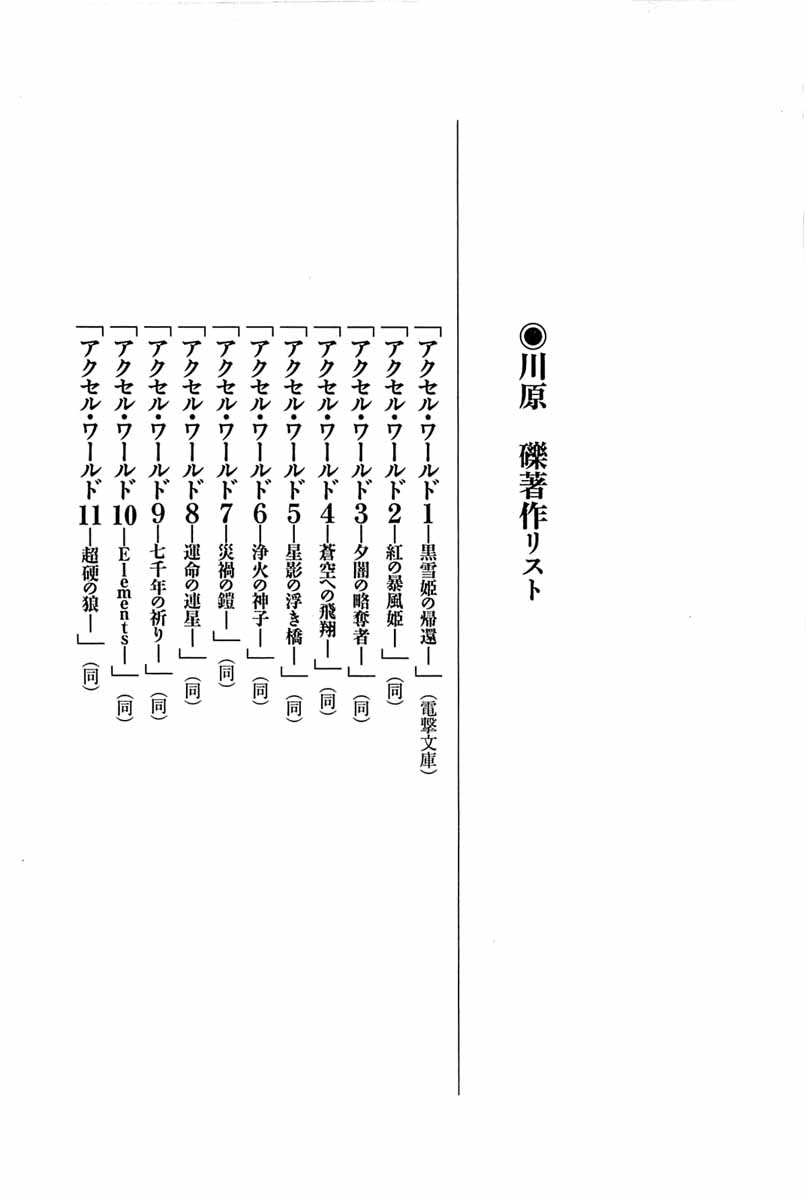 ◉川原　礫著作リスト
「アクセル・ワールド1―黒雪姫の帰還―」(電撃文庫)
「アクセル・ワールド2―紅の暴風姫―」(同)
「アクセル・ワールド3―夕闇の略奪者―」(同)
「アクセル・ワールド4―蒼空への飛翔―」(同)
「アクセル・ワールド5―星影の浮き橋―」(同)
「アクセル・ワールド6―浄火の神子―」(同)
「アクセル・ワールド7―災禍の鎧―」(同)
「アクセル・ワールド8―運命の連星―」(同)
「アクセル・ワールド9―七千年の祈り―」(同)
「アクセル・ワールド10―Elements―」(同)
「アクセル・ワールド11―超硬の狼―」(同)